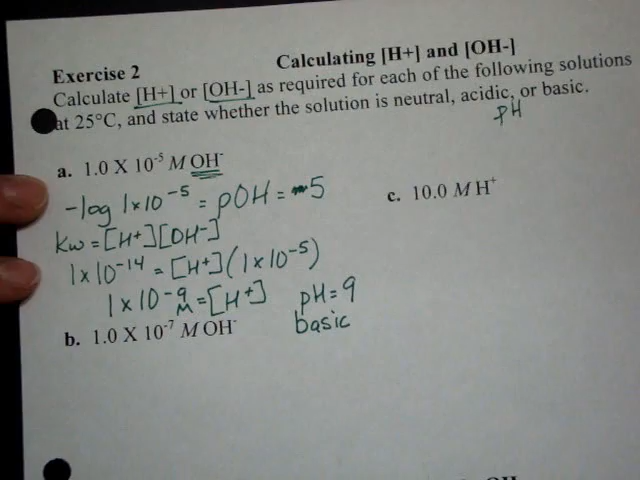 Exercise 2 Calculating [H+] and [OH-]
Calculate [H+] or [OH-] as required for each of the following solutions
at 25°C, and state whether the solution is neutral, acidic, or basic.
pH
a. 1.0 X 10⁻⁵ M OH⁻
-log 1x10⁻⁵ = pOH = 5
c. 10.0 M H⁺
Kw = [H+][OH-]
1x10⁻¹⁴ = [H+](1x10⁻⁵)
1x10⁻⁹ M = [H+] pH=9
basic
b. 1.0 X 10⁻⁷ M OH⁻